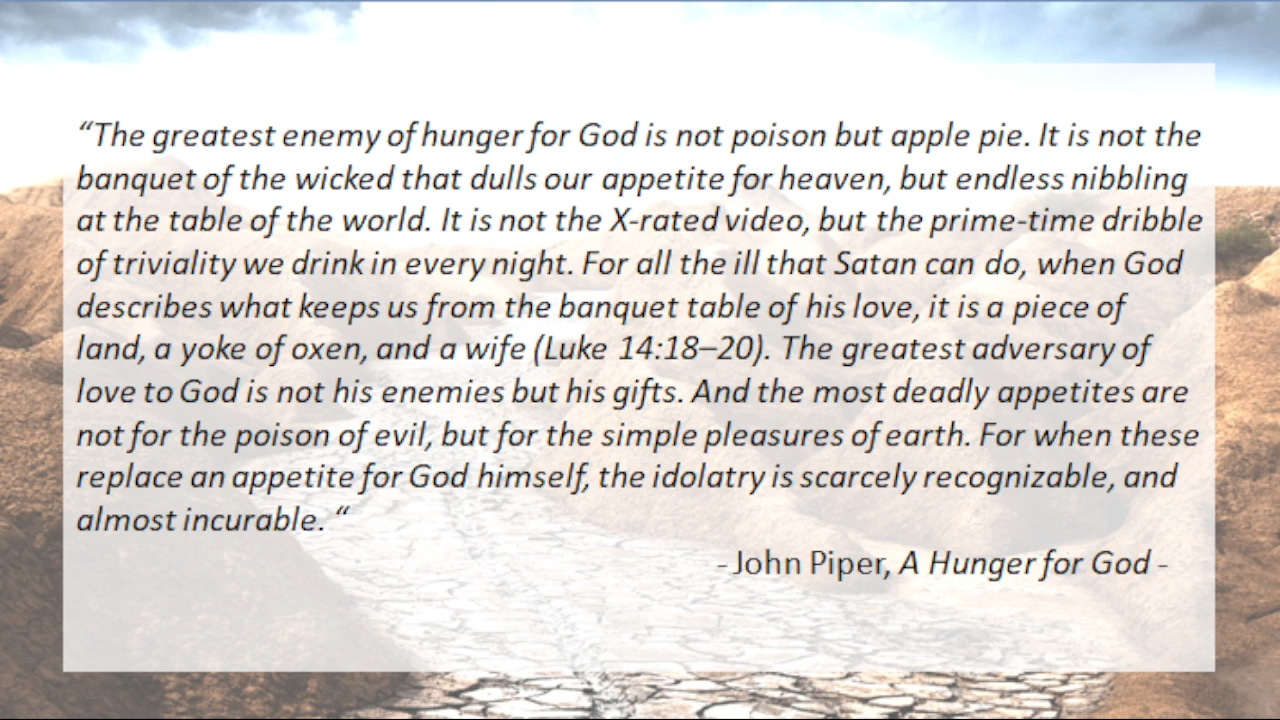 “The greatest enemy of hunger for God is not poison but apple pie. It is not the
banquet of the wicked that dulls our appetite for heaven, but endless nibbling
at the table of the world. It is not the X-rated video, but the prime-time dribble
of triviality we drink in every night. For all the ill that Satan can do, when God
describes what keeps us from the banquet table of his love, it is a piece of
land, a yoke of oxen, and a wife (Luke 14:18–20). The greatest adversary of
love to God is not his enemies but his gifts. And the most deadly appetites are
not for the poison of evil, but for the simple pleasures of earth. For when these
replace an appetite for God himself, the idolatry is scarcely recognizable, and
almost incurable. “
- John Piper, A Hunger for God -